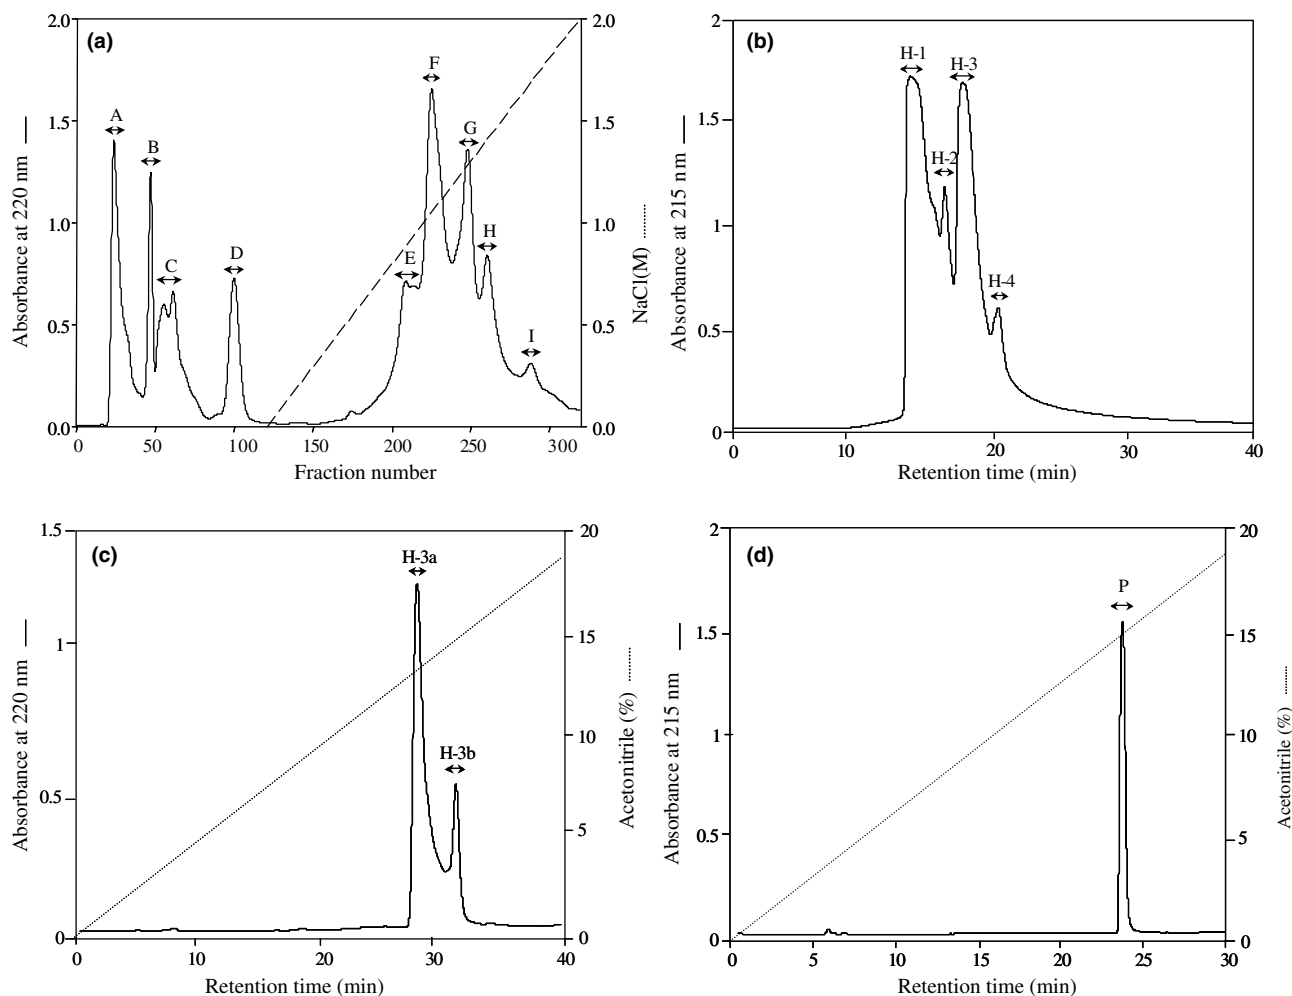 (a)
2.0
1.5
1.0
0.5
0.0
Absorbance at 220 nm
A
B
C
D
E
F
G
H
I
2.0
1.5
1.0
0.5
0.0
NaCl(M)
0 50 100 150 200 250 300
Fraction number
(b)
2
1.5
1
0.5
0
Absorbance at 215 nm
H-1
H-2
H-3
H-4
0 10 20 30 40
Retention time (min)
(c)
1.5
1
0.5
0
Absorbance at 220 nm
H-3a
H-3b
20
15
10
5
0
Acetonitrile (%)
0 10 20 30 40
Retention time (min)
(d)
2
1.5
1
0.5
0
Absorbance at 215 nm
P
20
15
10
5
0
Acetonitrile (%)
0 5 10 15 20 25 30
Retention time (min)